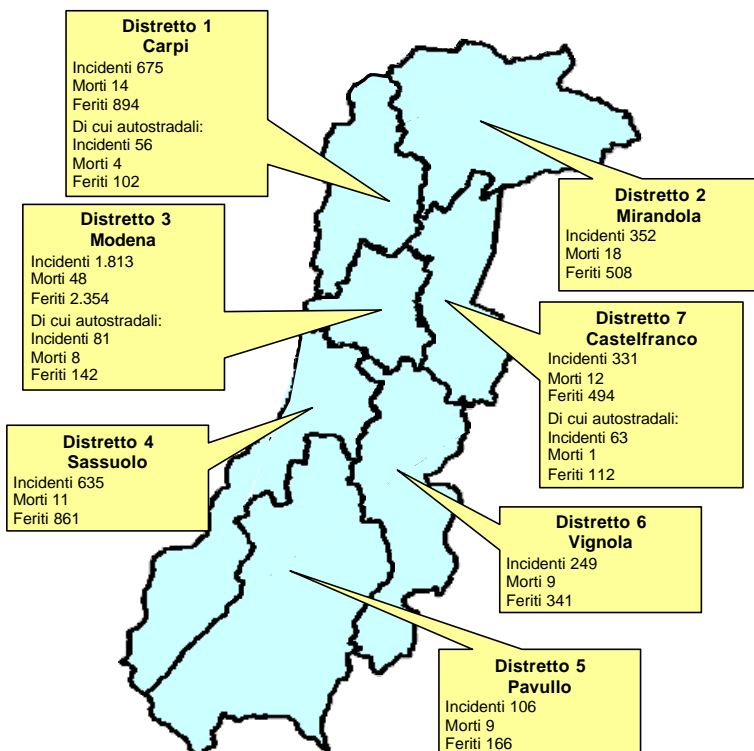 Distretto 1
Carpi
Incidenti 675
Morti 14
Feriti 894
Di cui autostradali:
Incidenti 56
Morti 4
Feriti 102
Distretto 2
Mirandola
Incidenti 352
Morti 18
Feriti 508
Distretto 3
Modena
Incidenti 1.813
Morti 48
Feriti 2.354
Di cui autostradali:
Incidenti 81
Morti 8
Feriti 142
Distretto 7
Castelfranco
Incidenti 331
Morti 12
Feriti 494
Di cui autostradali:
Incidenti 63
Morti 1
Feriti 112
Distretto 4
Sassuolo
Incidenti 635
Morti 11
Feriti 861
Distretto 6
Vignola
Incidenti 249
Morti 9
Feriti 341
Distretto 5
Pavullo
Incidenti 106
Morti 9
Feriti 166